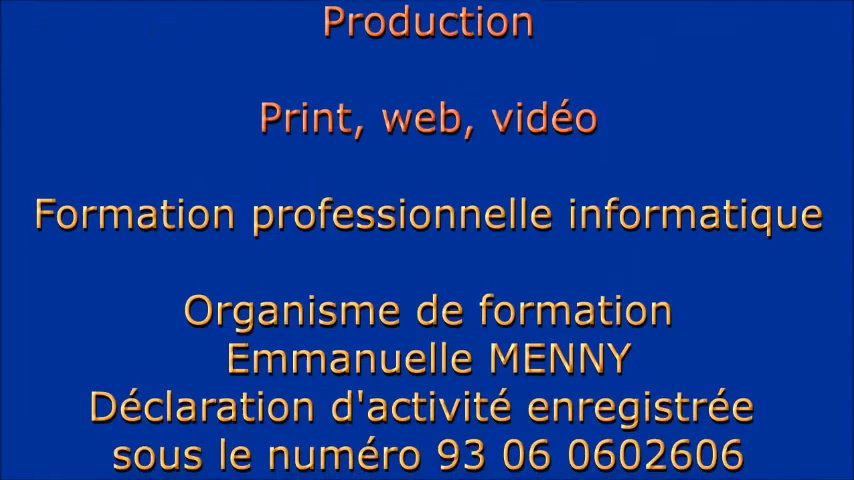 Production
Print, web, vidéo
Formation professionnelle informatique
Organisme de formation
Emmanuelle MENNY
Déclaration d'activité enregistrée
sous le numéro 93 06 0602606